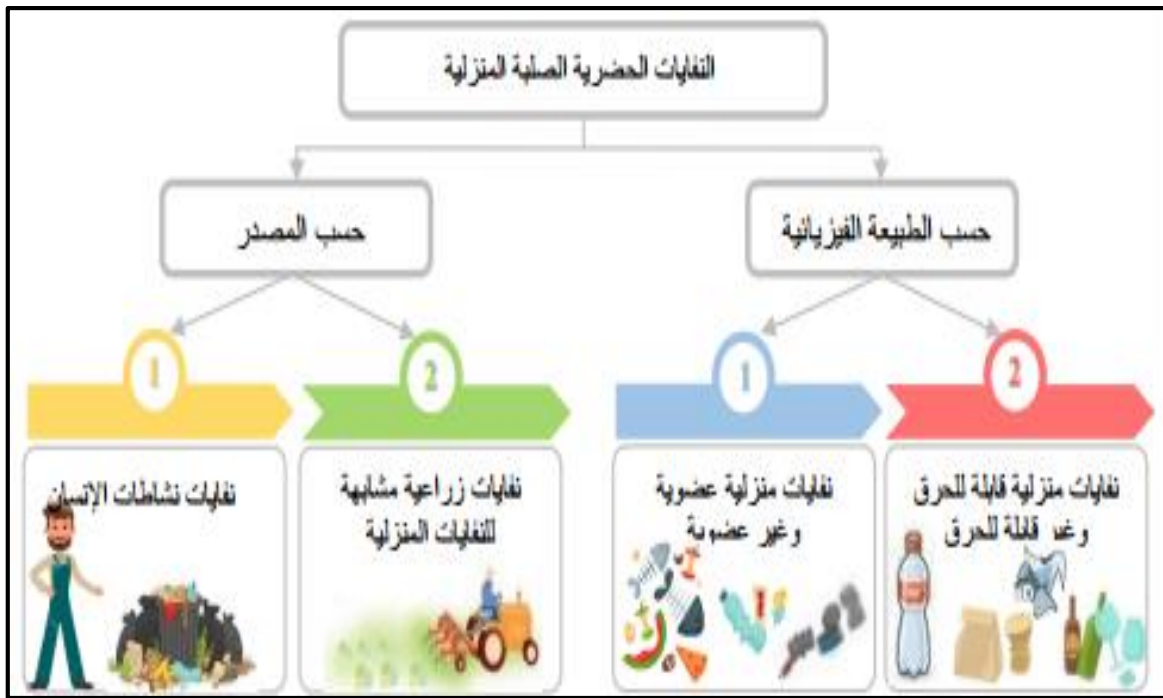 النفايات الحضرية الصلبة المنزلية
حسب الطبيعة الفيزيائية
حسب المصدر
1
2
نفايات منزلية عضوية
وغير عضوية
نفايات منزلية قابلة للحرق
وغير قابلة للحرق
1
2
نفايات نشاطات الإنسان
نفايات زراعية مشابهة
للنفايات المنزلية